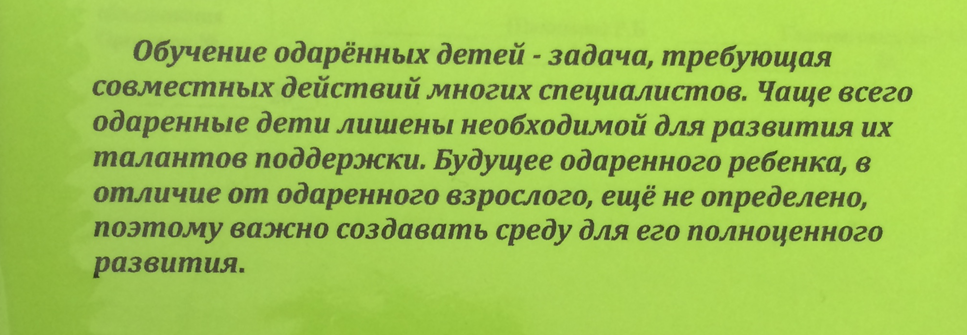 Обучение одарённых детей - задача, требующая
совместных действий многих специалистов. Чаще всего
одаренные дети лишены необходимой для развития их
талантов поддержки. Будущее одаренного ребенка, в
отличие от одаренного взрослого, ещё не определено,
поэтому важно создавать среду для его полноценного
развития.